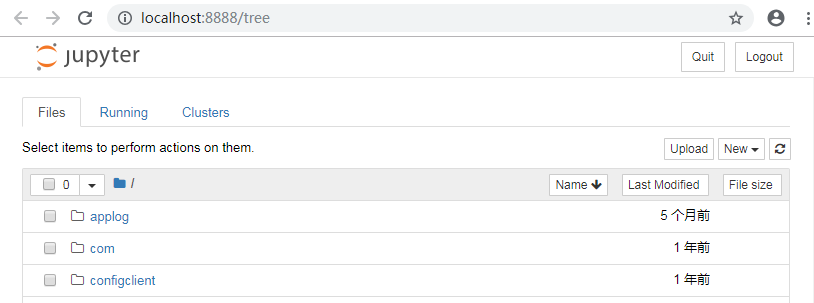 localhost:8888/tree
jupyter
Quit
Logout
Files
Running
Clusters
Select items to perform actions on them.
Upload
New
0
/
Name
Last Modified
File size
applog
5 个月前
com
1 年前
configclient
1 年前